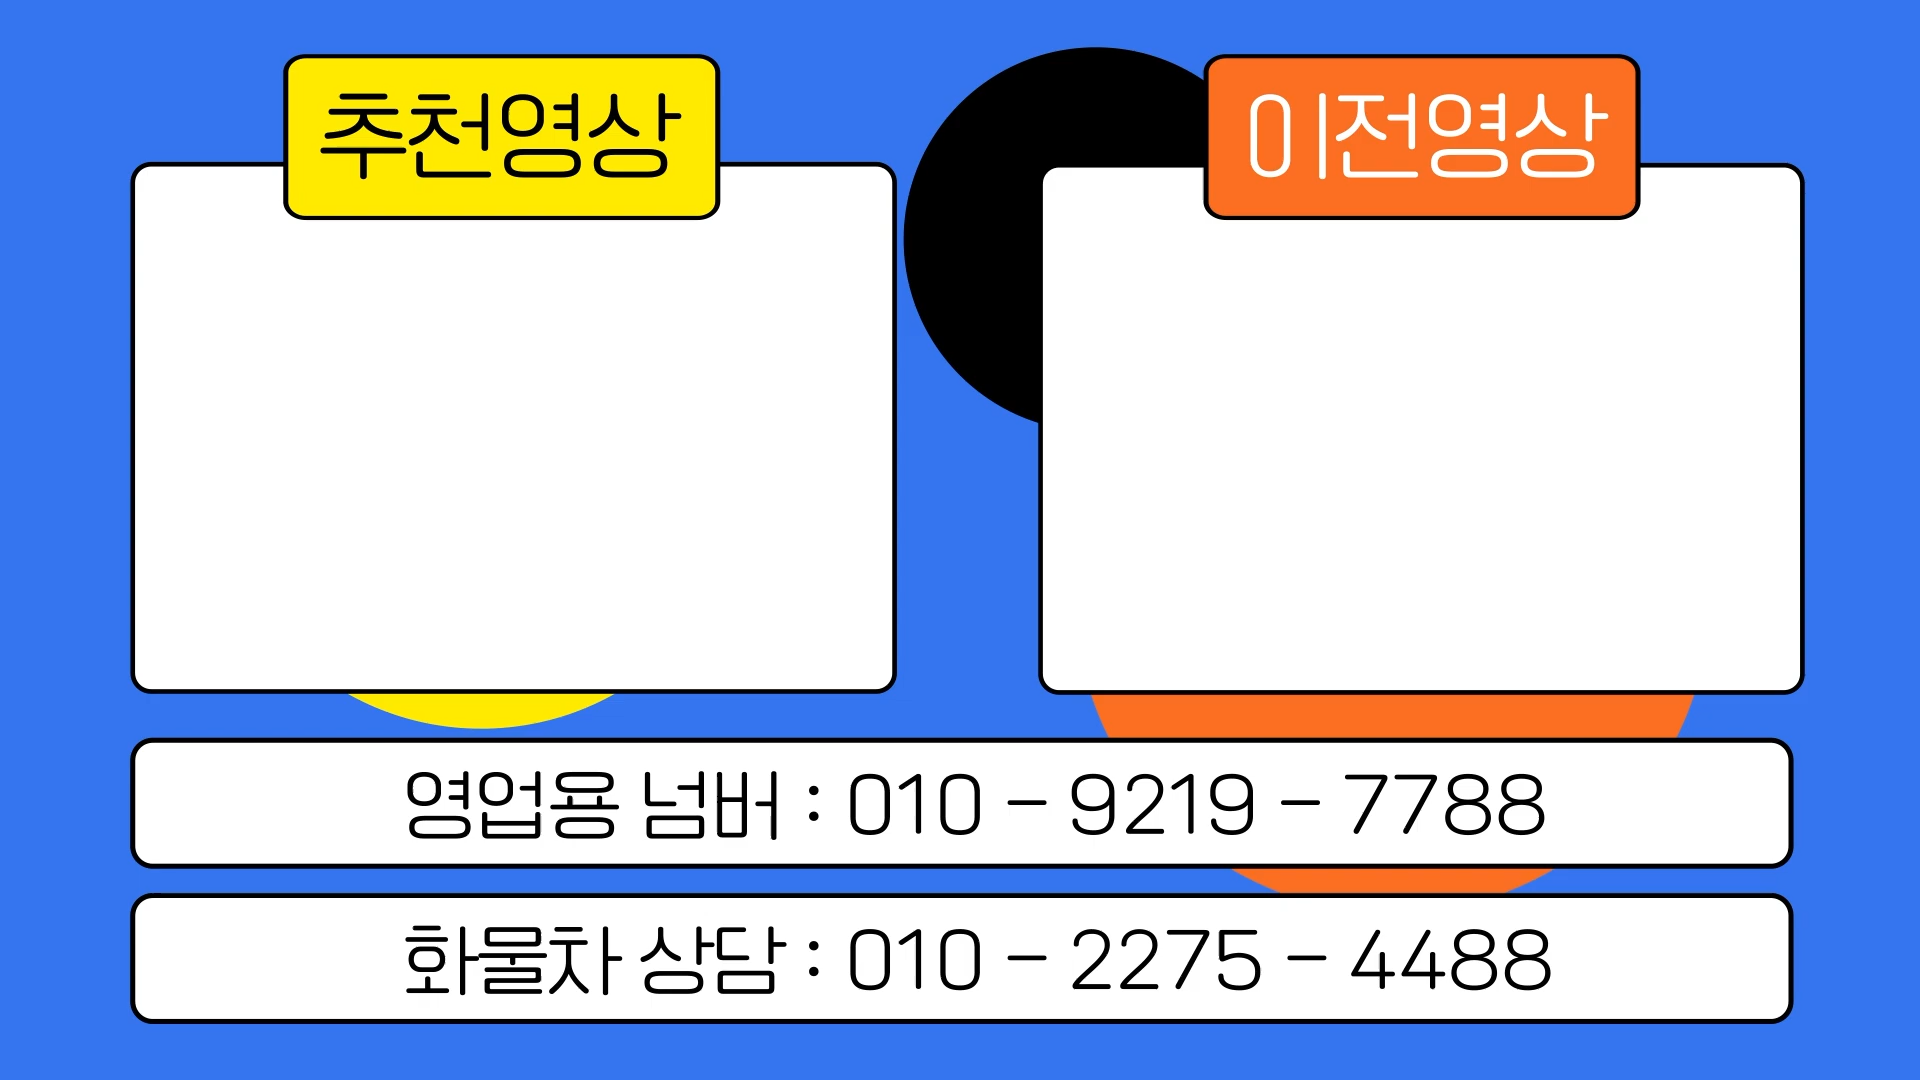 추천영상
이전영상
영업용 넘버 : 010 - 9219 - 7788
화물차 상담 : 010 - 2275 - 4488